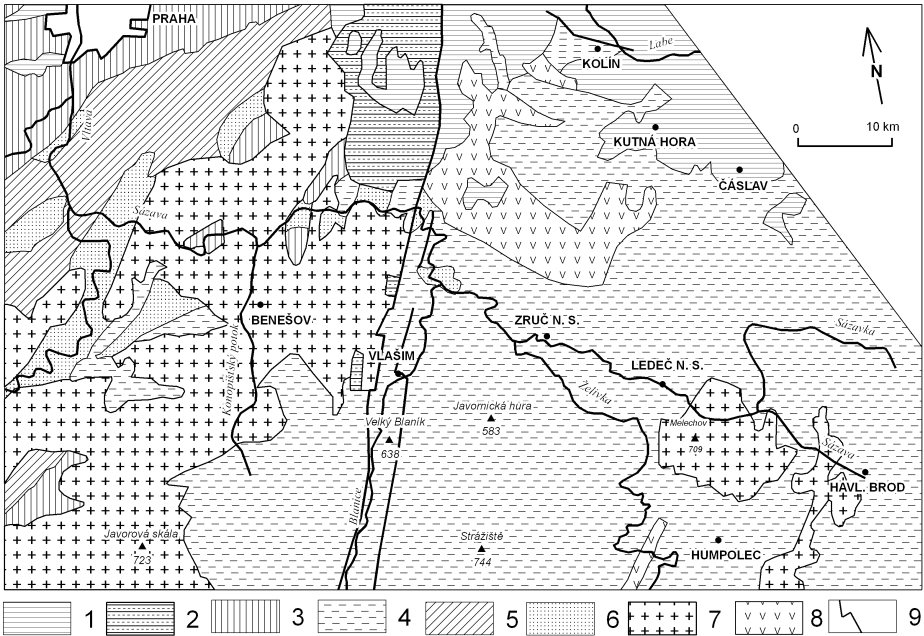 PRAHA
Labe
KOLÍN
N
0 10 km
Vltava
KUTNÁ HORA
ČÁSLAV
Sázava
BENEŠOV
Konopišťský potok
ZRUČ N. S.
Sázavka
VLAŠIM
LEDEČ N. S.
Želivka
Javornická hůra
583
Velký Blaník
638
Melechov
709
Sázava
HAVL. BROD
Blanice
Javorová skála
723
Strážiště
744
HUMPOLEC
1 2 3 4 5 6 7 8 9